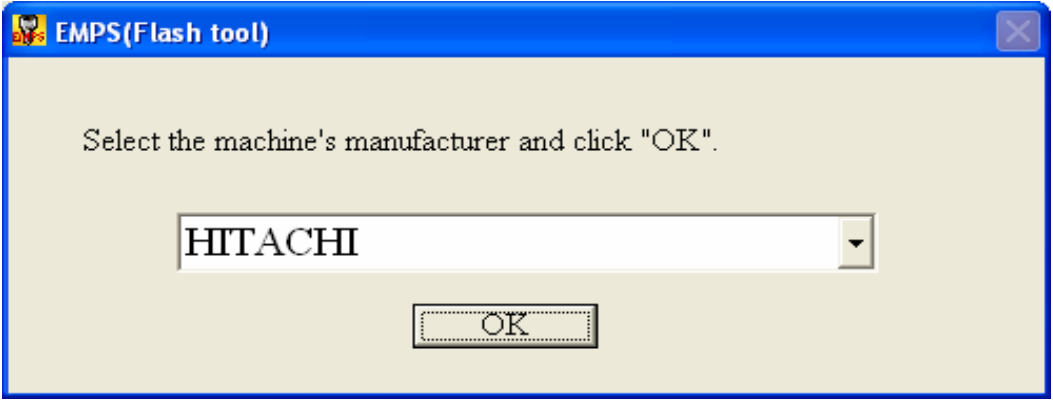 EMPS(Flash tool)
Select the machine's manufacturer and click "OK".
HITACHI
OK